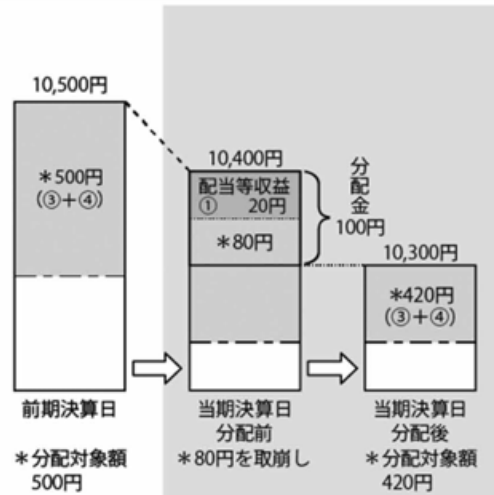 10,500円
＊500円
(③＋④)
前期決算日
＊分配対象額
500円
10,400円
配当等収益
① 20円
＊80円
分配金
100円
当期決算日
分配前
＊80円を取崩し
10,300円
＊420円
(③＋④)
当期決算日
分配後
＊分配対象額
420円